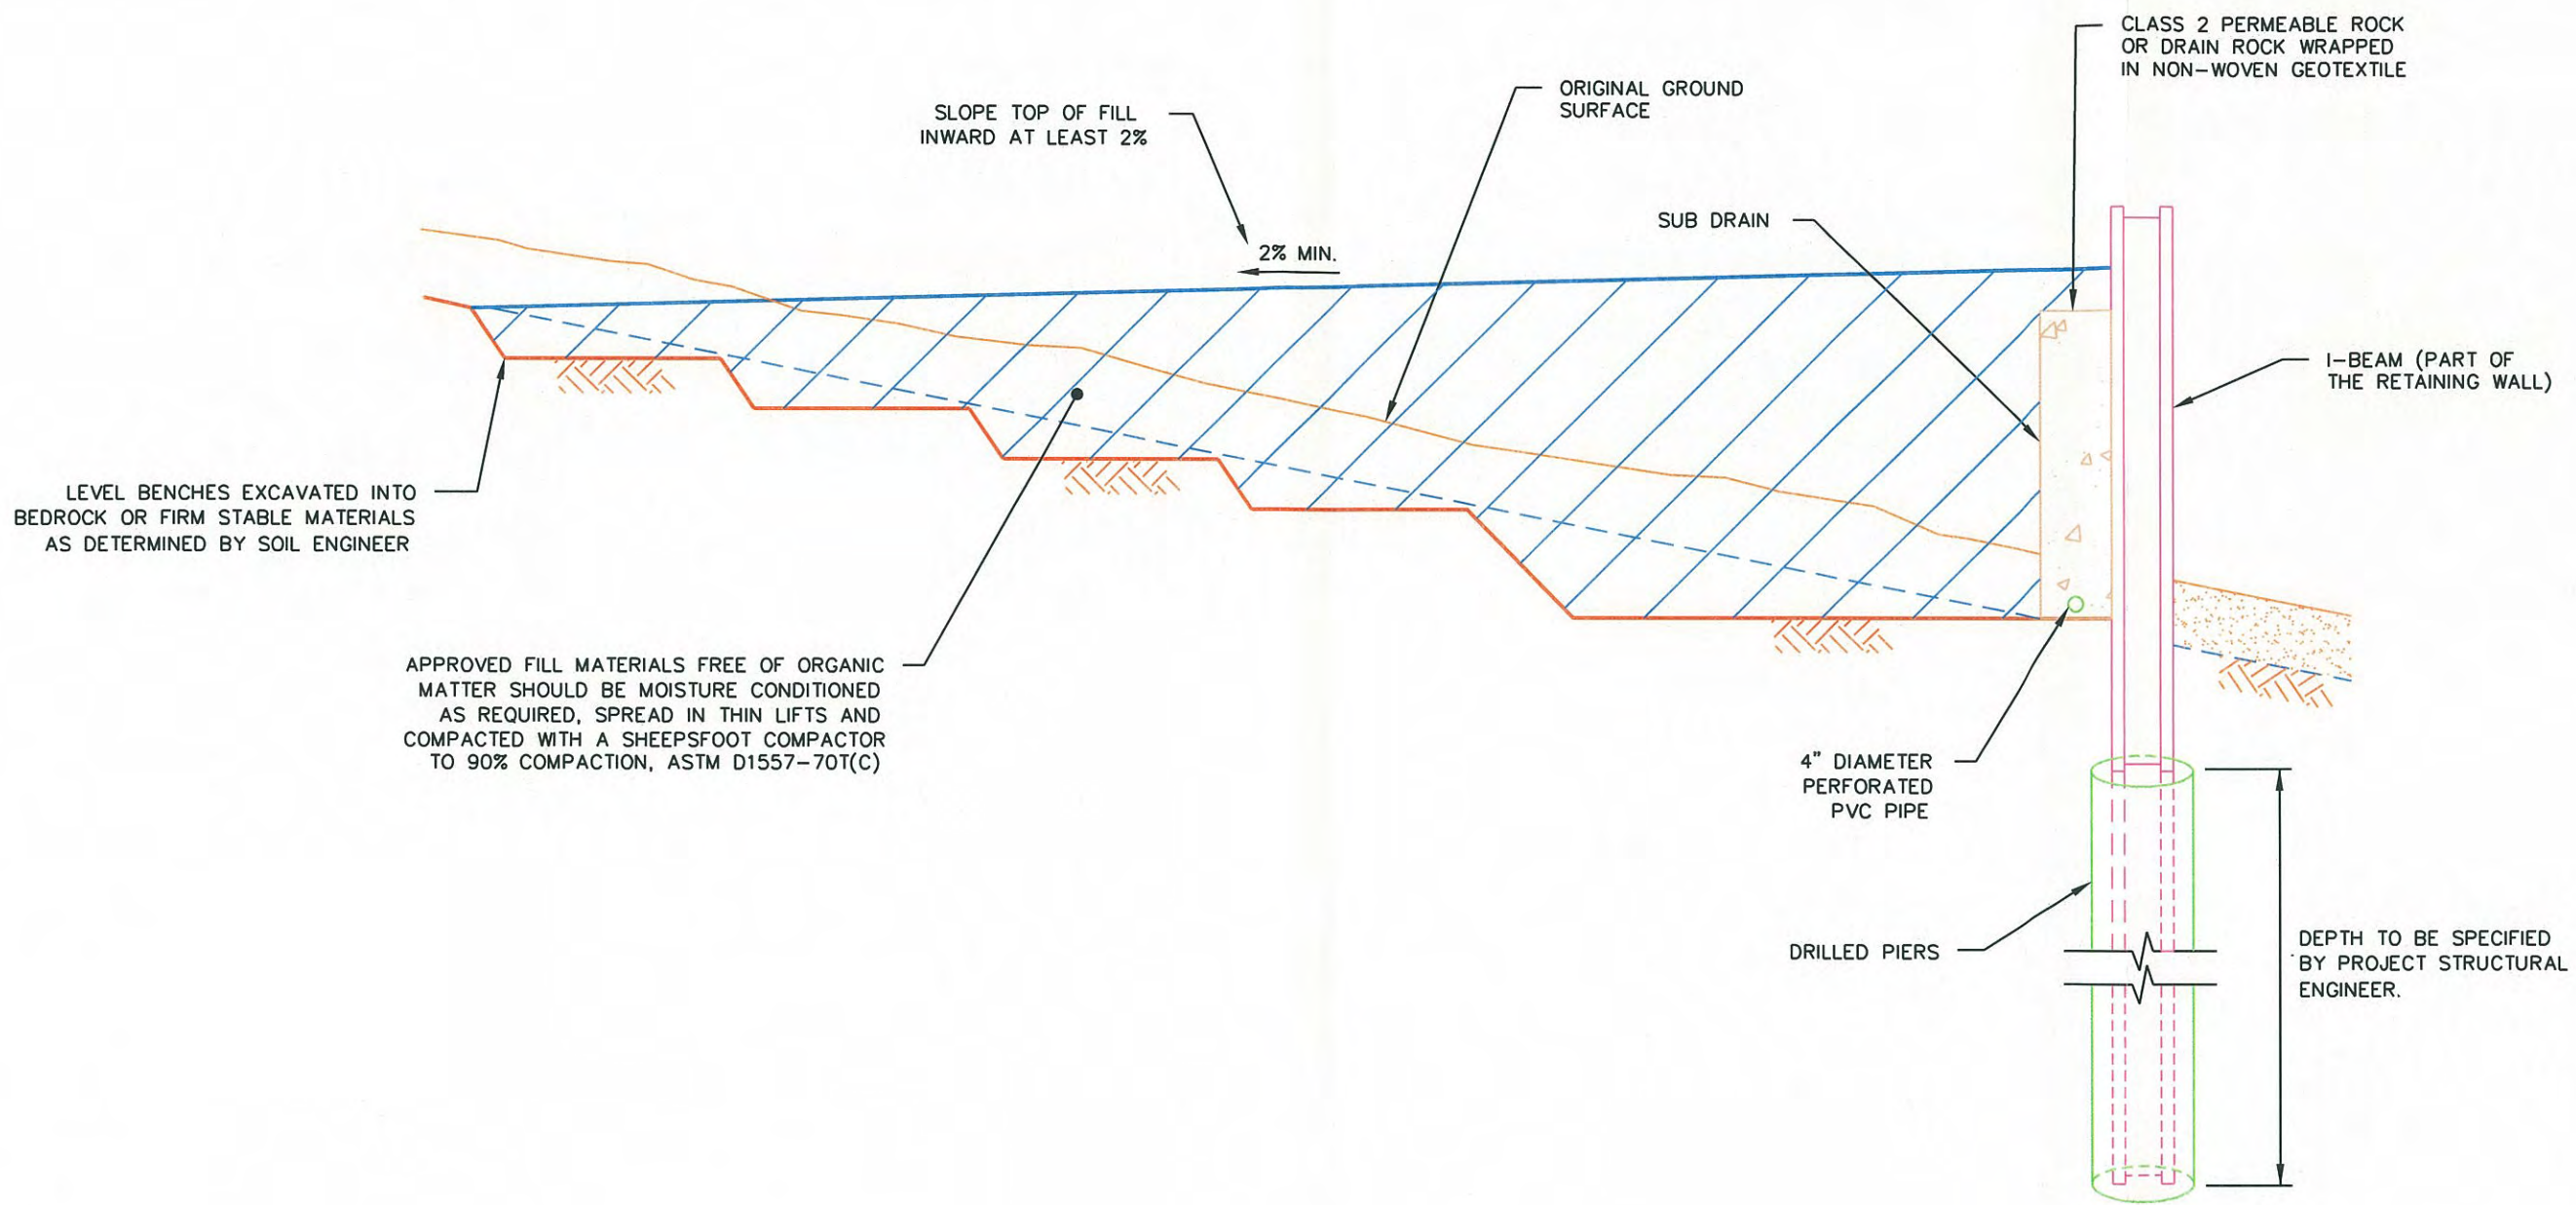 CLASS 2 PERMEABLE ROCK
OR DRAIN ROCK WRAPPED
IN NON-WOVEN GEOTEXTILE
ORIGINAL GROUND
SURFACE
SLOPE TOP OF FILL
INWARD AT LEAST 2%
SUB DRAIN
2% MIN.
I-BEAM (PART OF
THE RETAINING WALL)
LEVEL BENCHES EXCAVATED INTO
BEDROCK OR FIRM STABLE MATERIALS
AS DETERMINED BY SOIL ENGINEER
APPROVED FILL MATERIALS FREE OF ORGANIC
MATTER SHOULD BE MOISTURE CONDITIONED
AS REQUIRED, SPREAD IN THIN LIFTS AND
COMPACTED WITH A SHEEPSFOOT COMPACTOR
TO 90% COMPACTION, ASTM D1557-70T(C)
4" DIAMETER
PERFORATED
PVC PIPE
DRILLED PIERS
DEPTH TO BE SPECIFIED
BY PROJECT STRUCTURAL
ENGINEER.